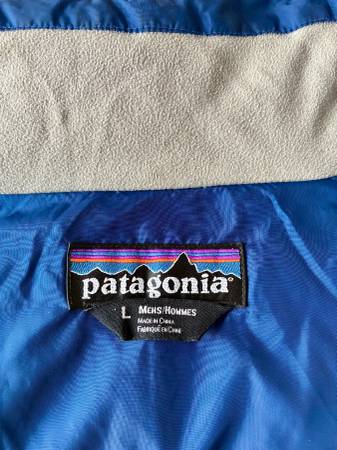 patagonia®
L MENS/HOMMES
MADE IN CHINA
FABRIQUÉ EN CHINE